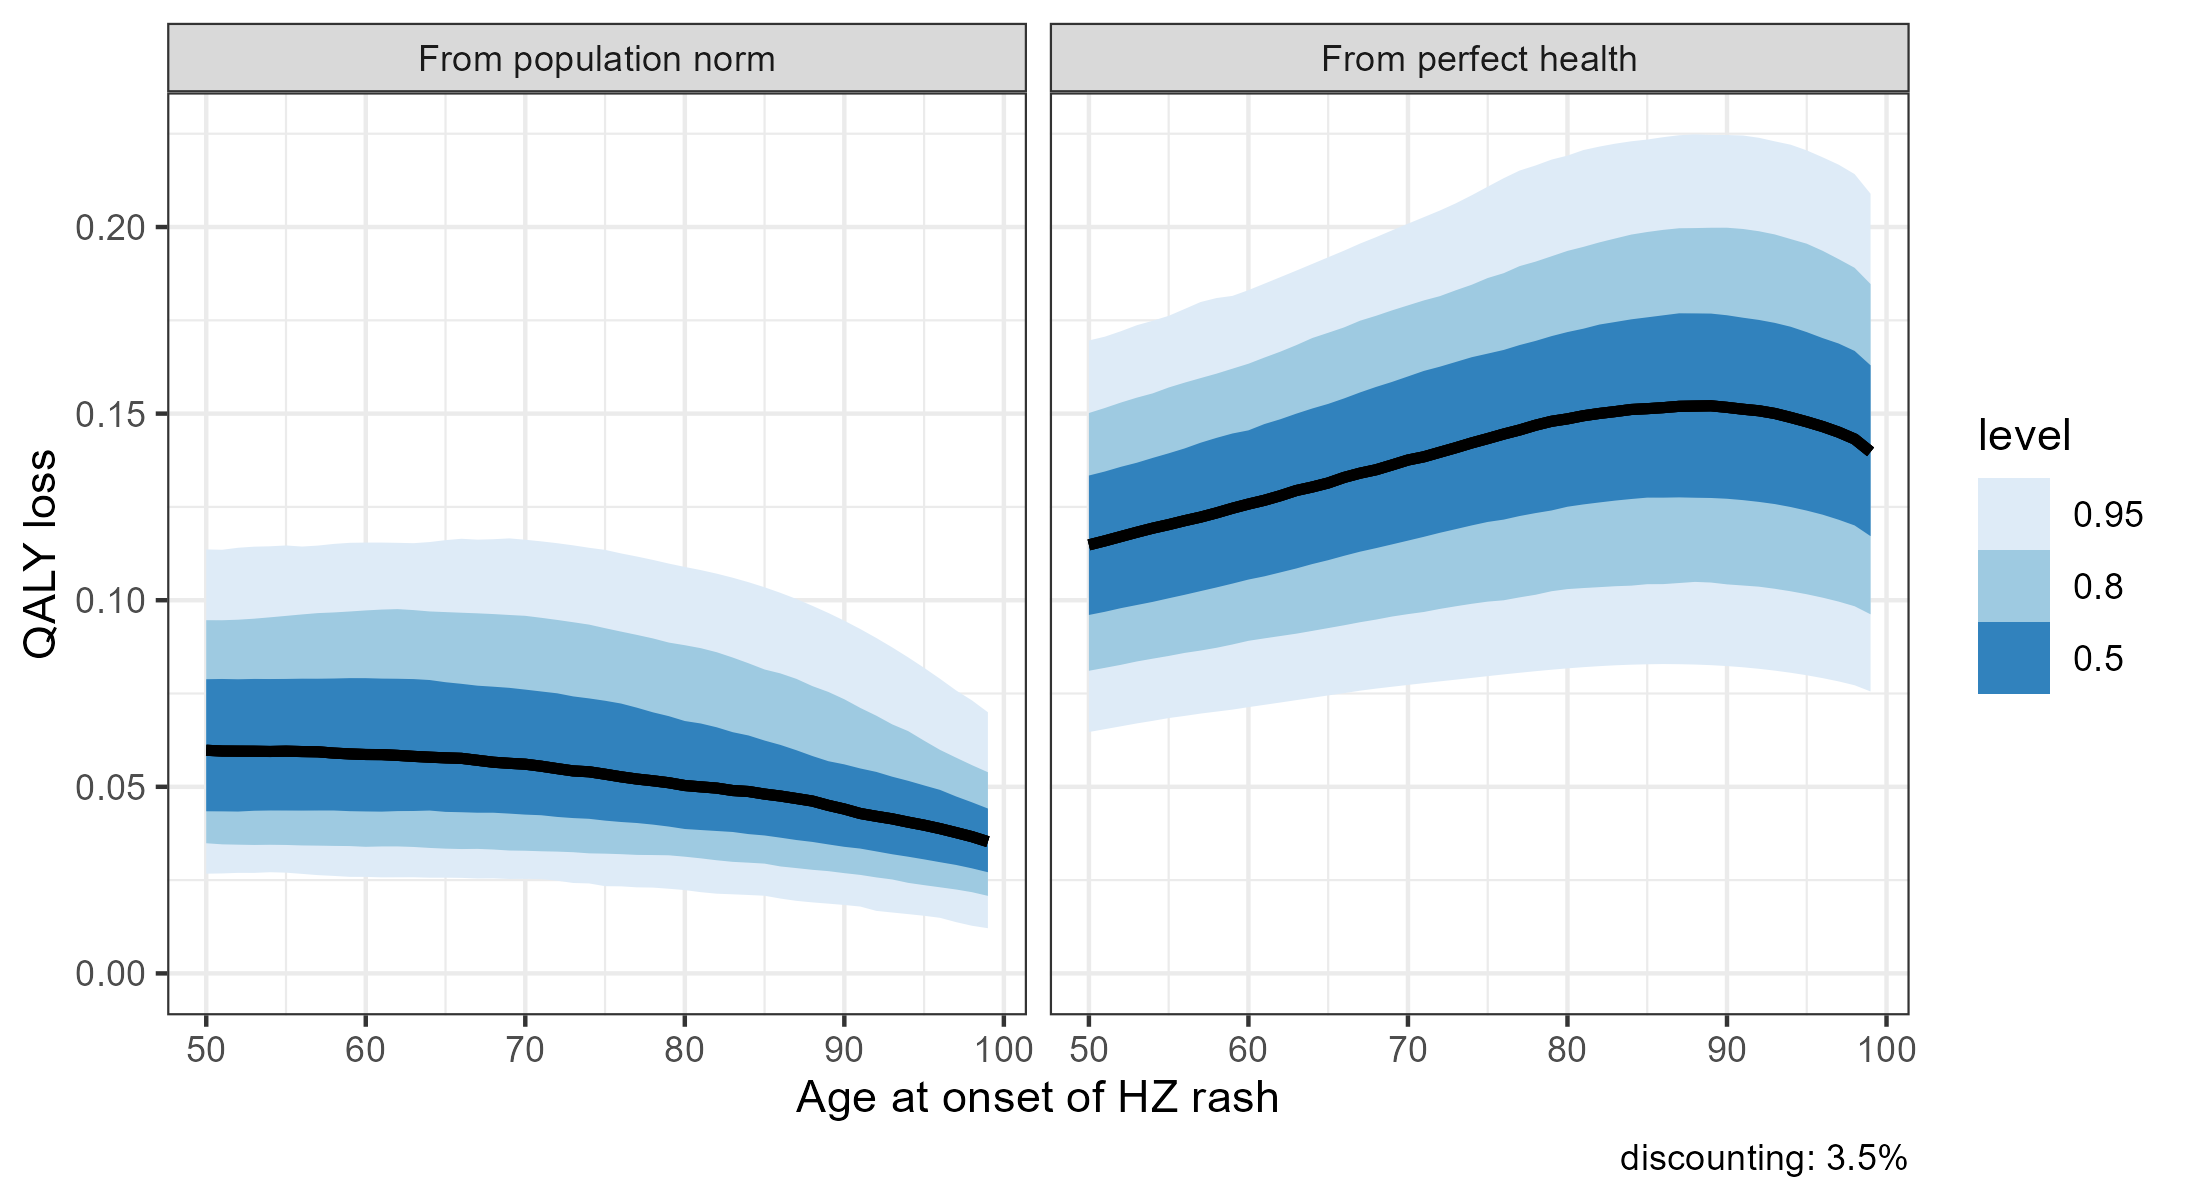 From population norm
From perfect health
QALY loss
0.20
0.15
0.10
0.05
0.00
50 60 70 80 90 100
50 60 70 80 90 100
Age at onset of HZ rash
level
0.95
0.8
0.5
discounting: 3.5%